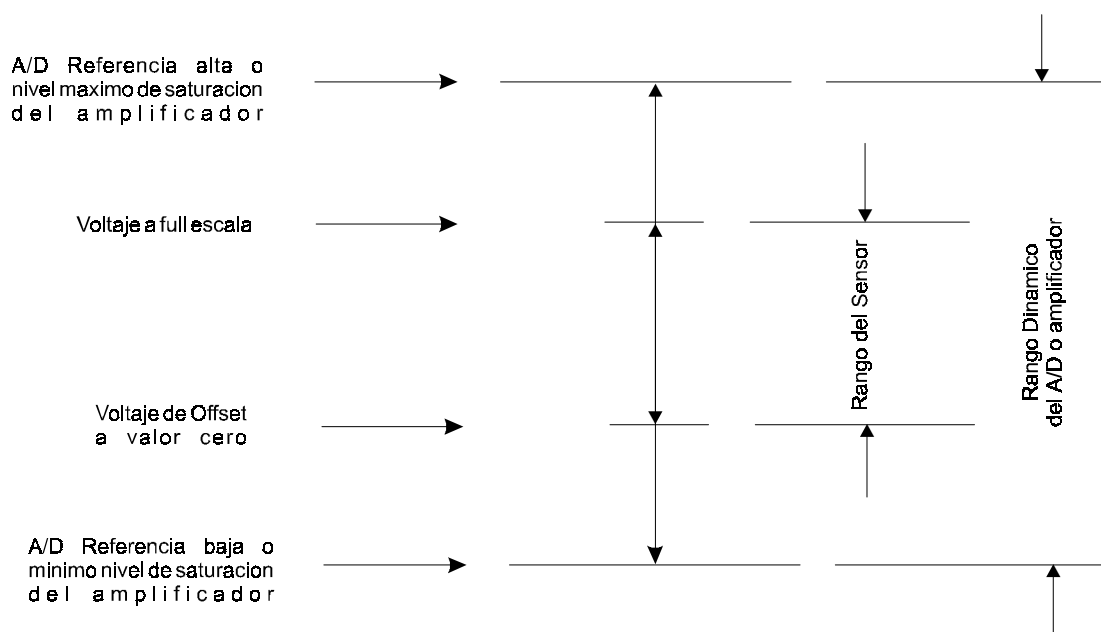 A/D Referencia alta o
nivel maximo de saturacion
del amplificador
Voltaje a full escala
Voltaje de Offset
a valor cero
A/D Referencia baja o
minimo nivel de saturacion
del amplificador
Rango del Sensor
Rango Dinamico
del A/D o amplificador